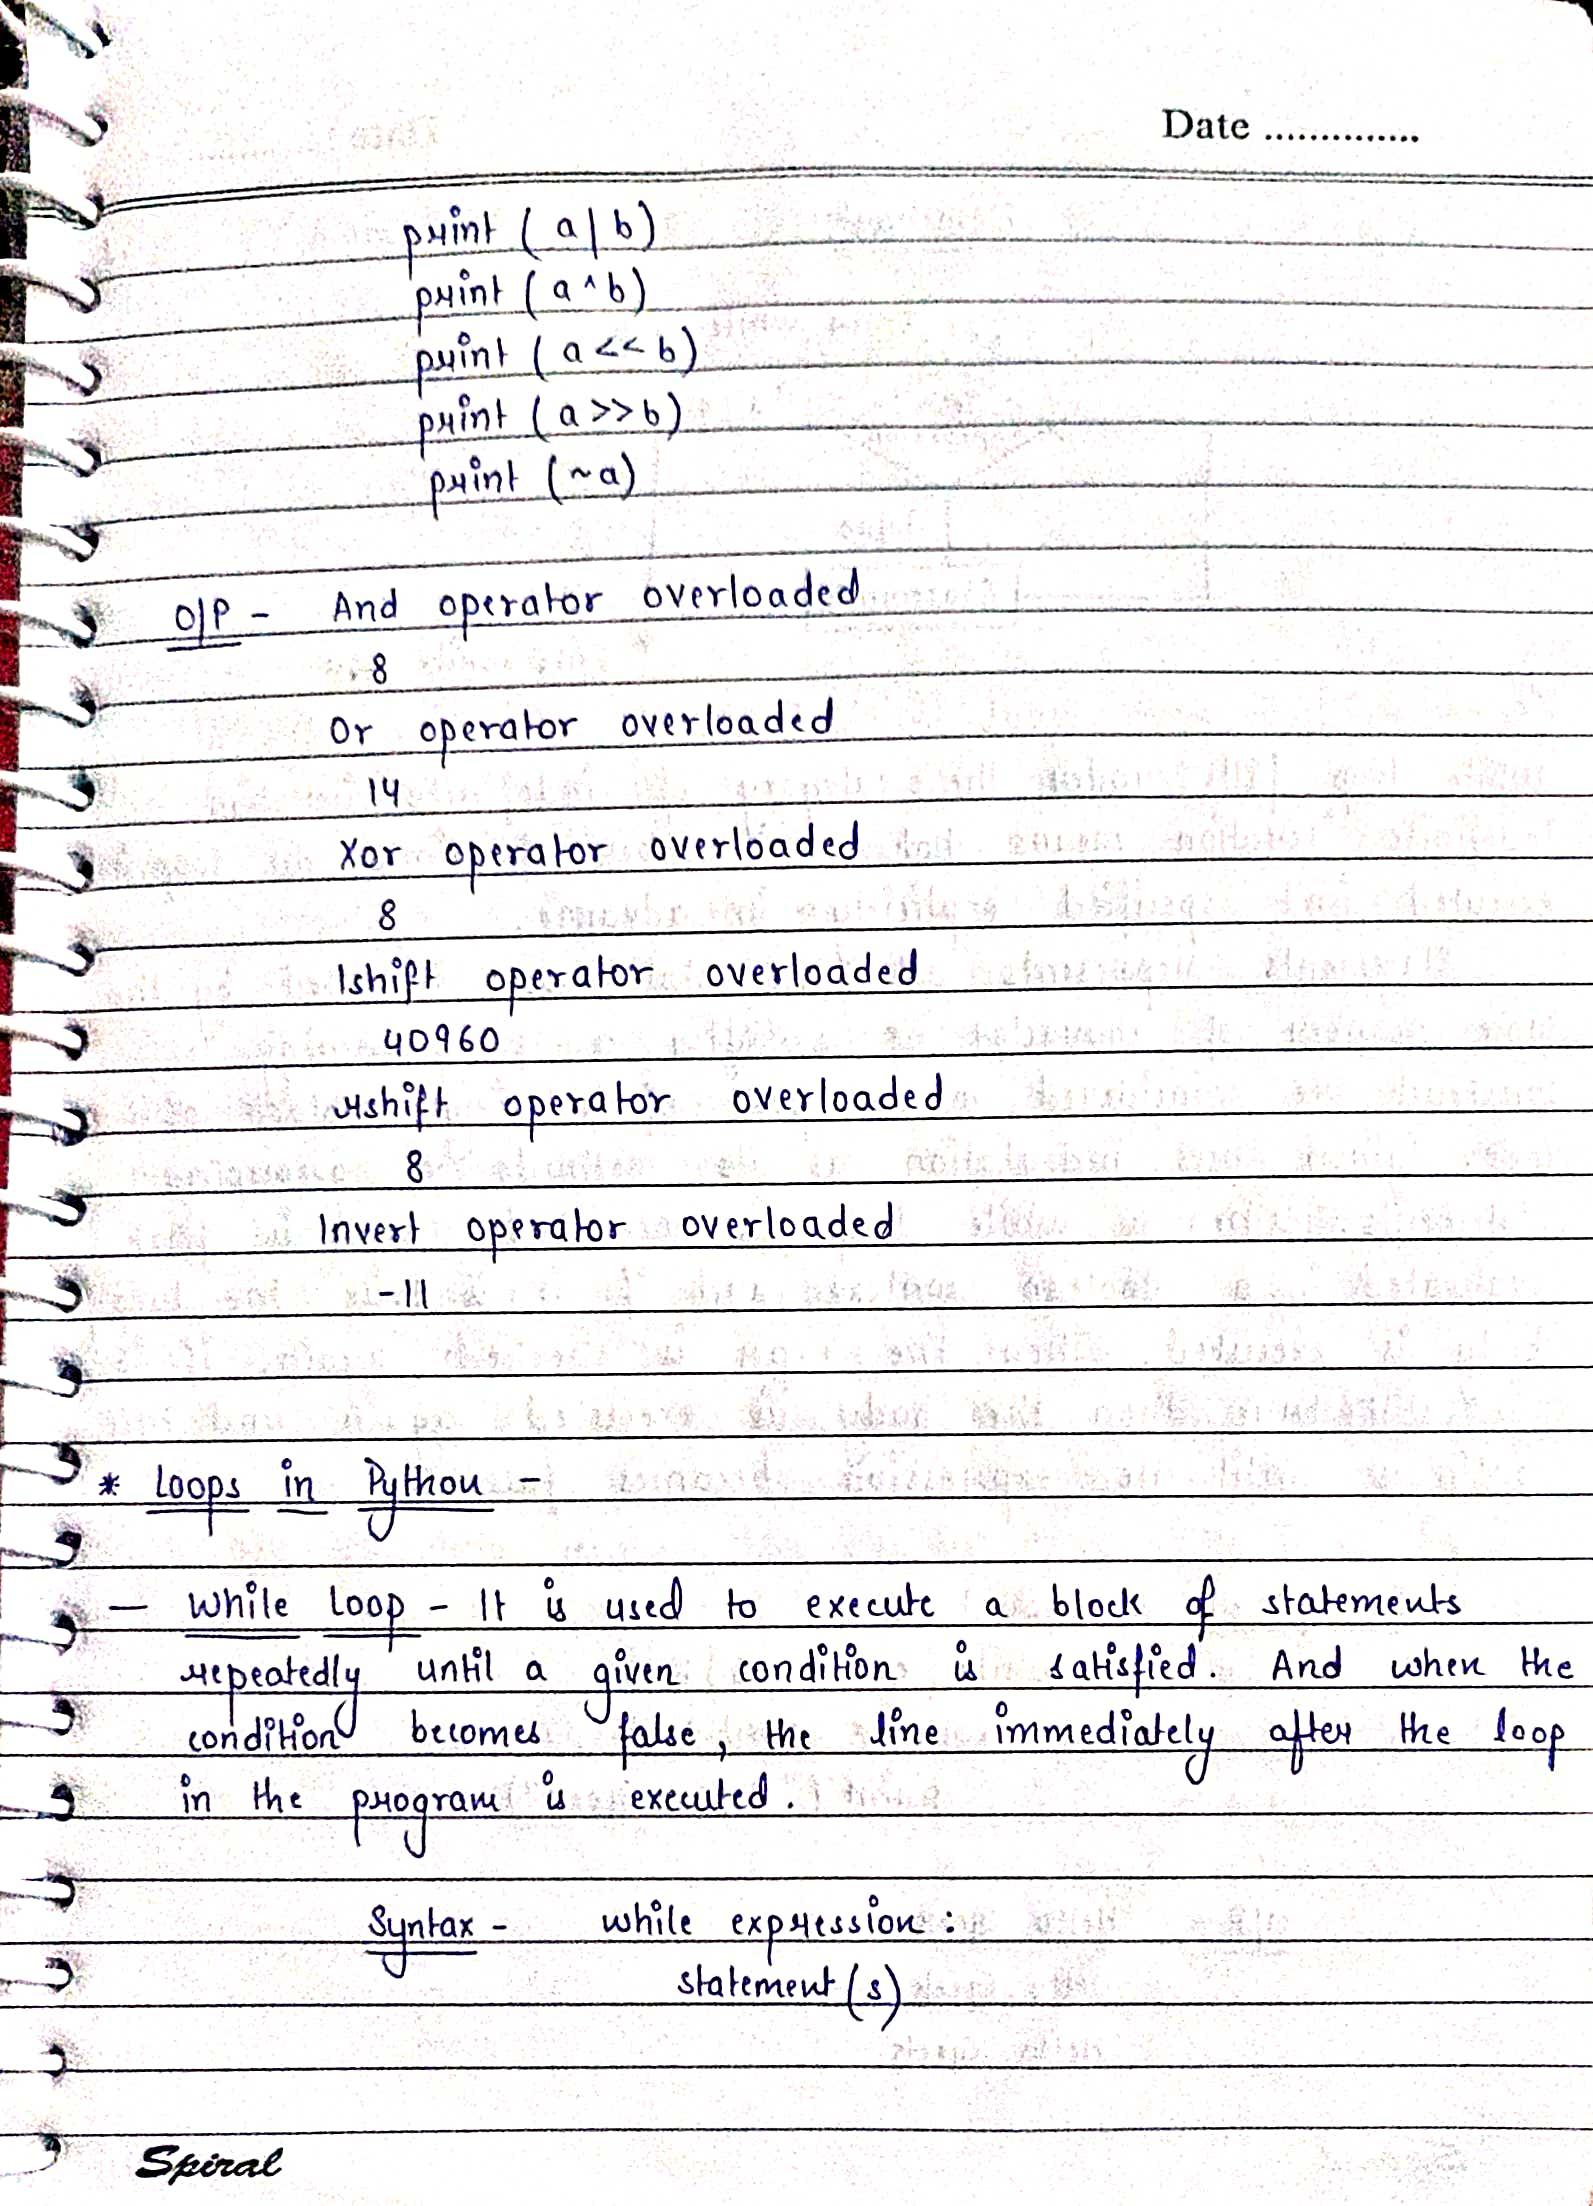 Date ..............
print (a|b)
print (a^b)
print (a<<b)
print (a>>b)
print (~a)
O/P - And operator overloaded
8
Or operator overloaded
14
Xor operator overloaded
8
lshift operator overloaded
40960
rshift operator overloaded
8
Invert operator overloaded
-11
* Loops in Python -
— While Loop - It is used to execute a block of statements
repeatedly until a given condition is satisfied. And when the
condition becomes false, the line immediately after the loop
in the program is executed.
Syntax - while expression :
statement(s)
Spiral